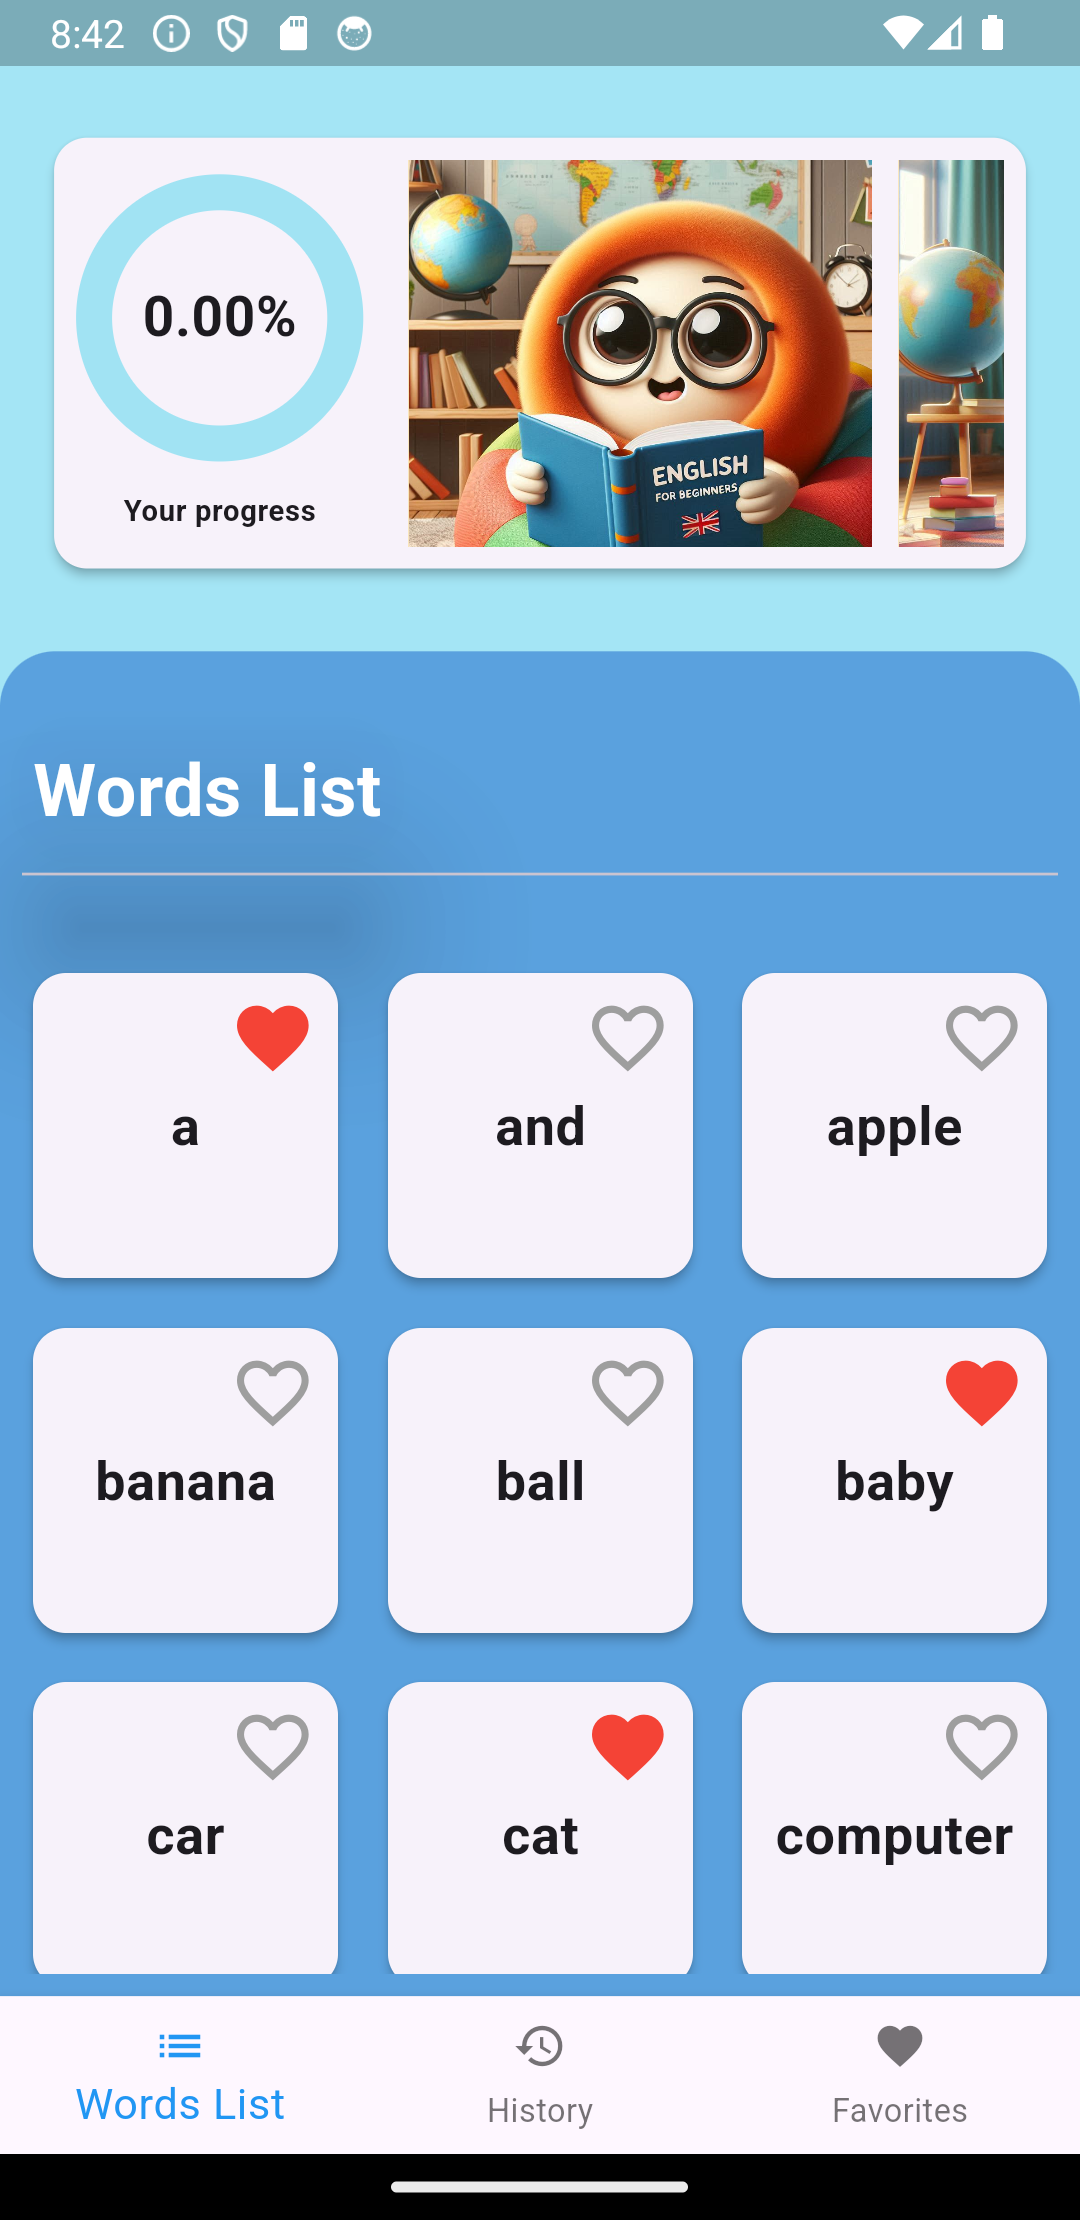 8:42
0.00%
Your progress
ENGLISH
FOR BEGINNERS
Words List
a
and
apple
banana
ball
baby
car
cat
computer
Words List
History
Favorites